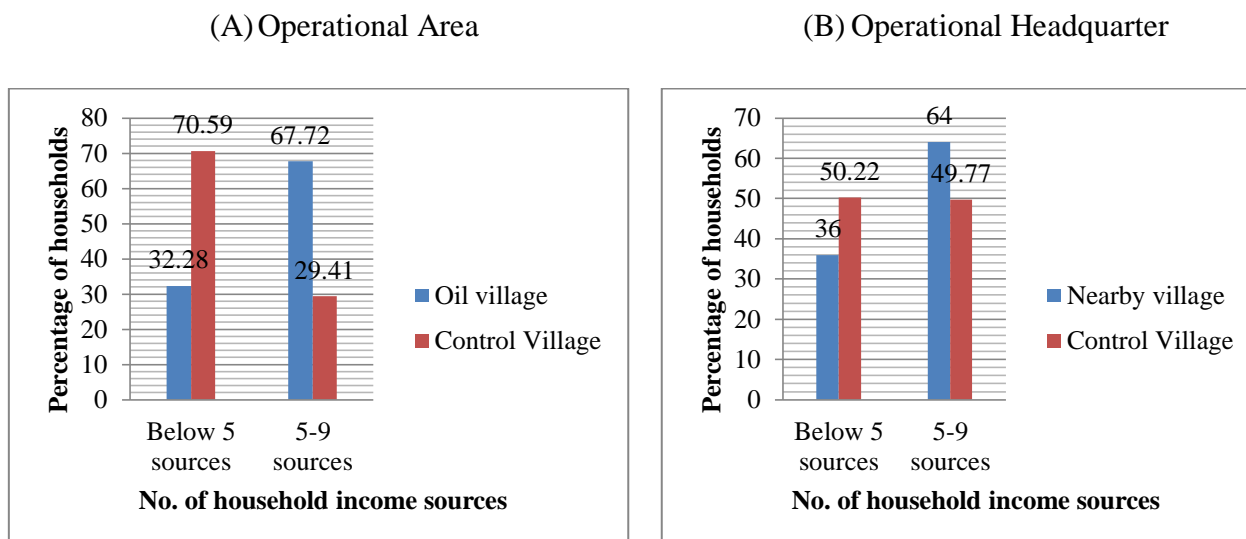 (A) Operational Area
80
70
60
50
40
30
20
10
0
70.59
67.72
32.28
29.41
Percentage of households
Below 5
sources
5-9
sources
No. of household income sources
Oil village
Control Village
(B) Operational Headquarter
70
60
50
40
30
20
10
0
64
50.22
49.77
36
Percentage of households
Below 5
sources
5-9
sources
No. of household income sources
Nearby village
Control Village